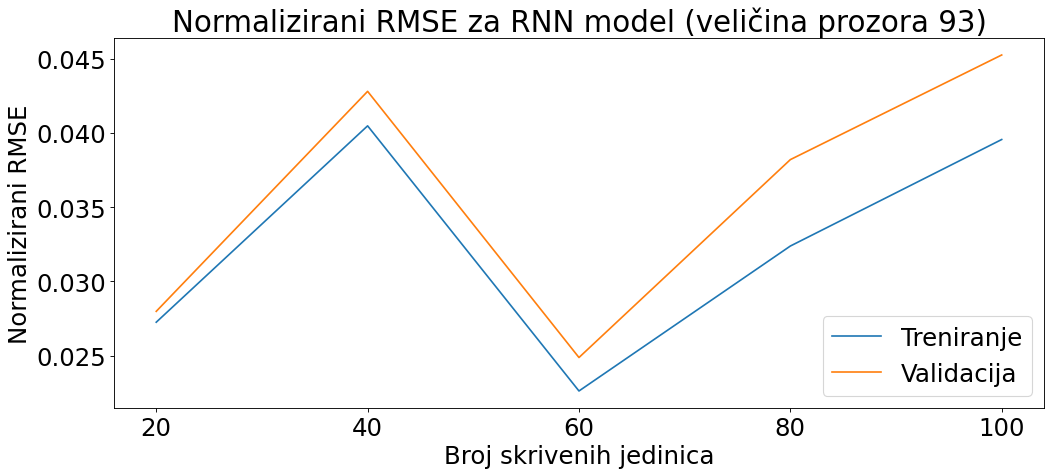 Normalizirani RMSE za RNN model (veličina prozora 93)
Normalizirani RMSE
0.045
0.040
0.035
0.030
0.025
20 40 60 80 100
Broj skrivenih jedinica
Treniranje
Validacija